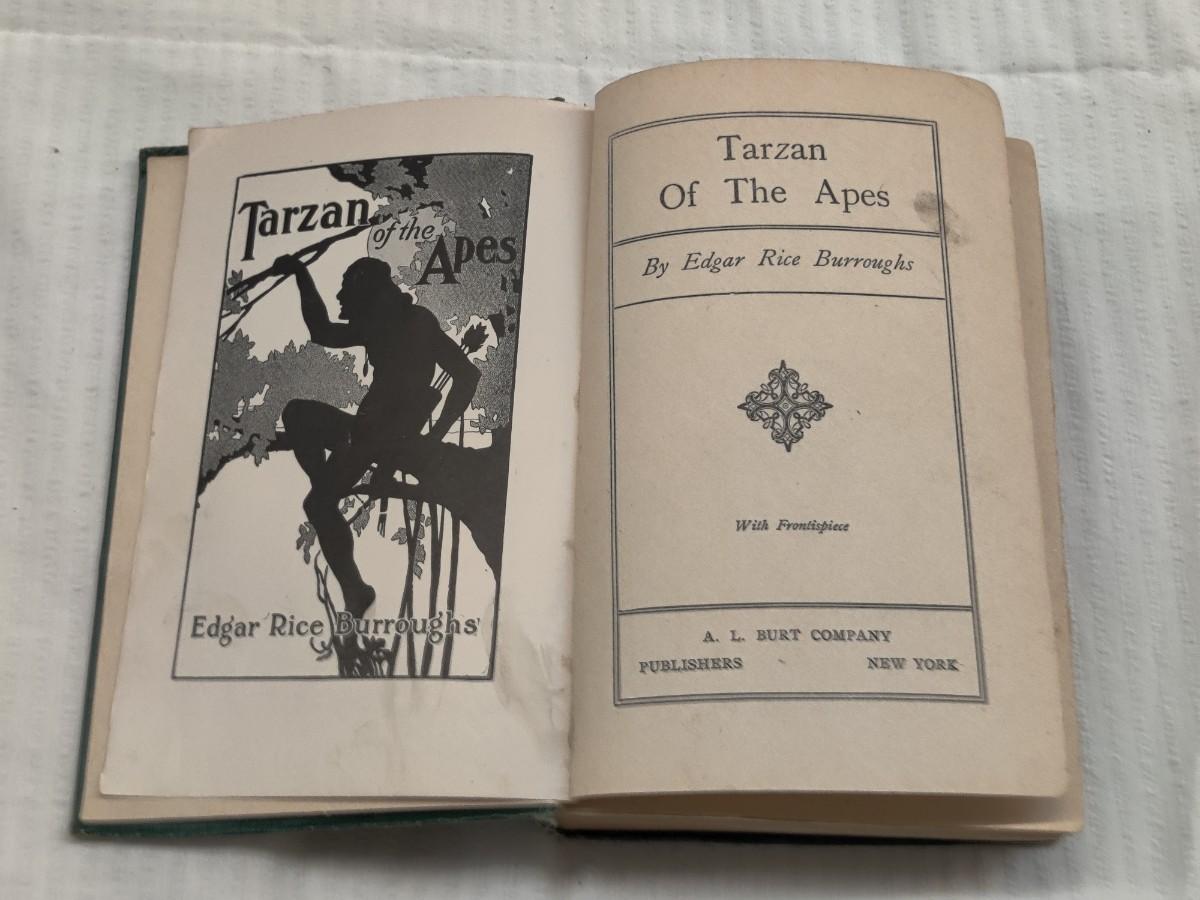 Tarzan
of the
Apes
Edgar Rice Burroughs
Tarzan
Of The Apes
By Edgar Rice Burroughs
With Frontispiece
A. L. BURT COMPANY
PUBLISHERS NEW YORK